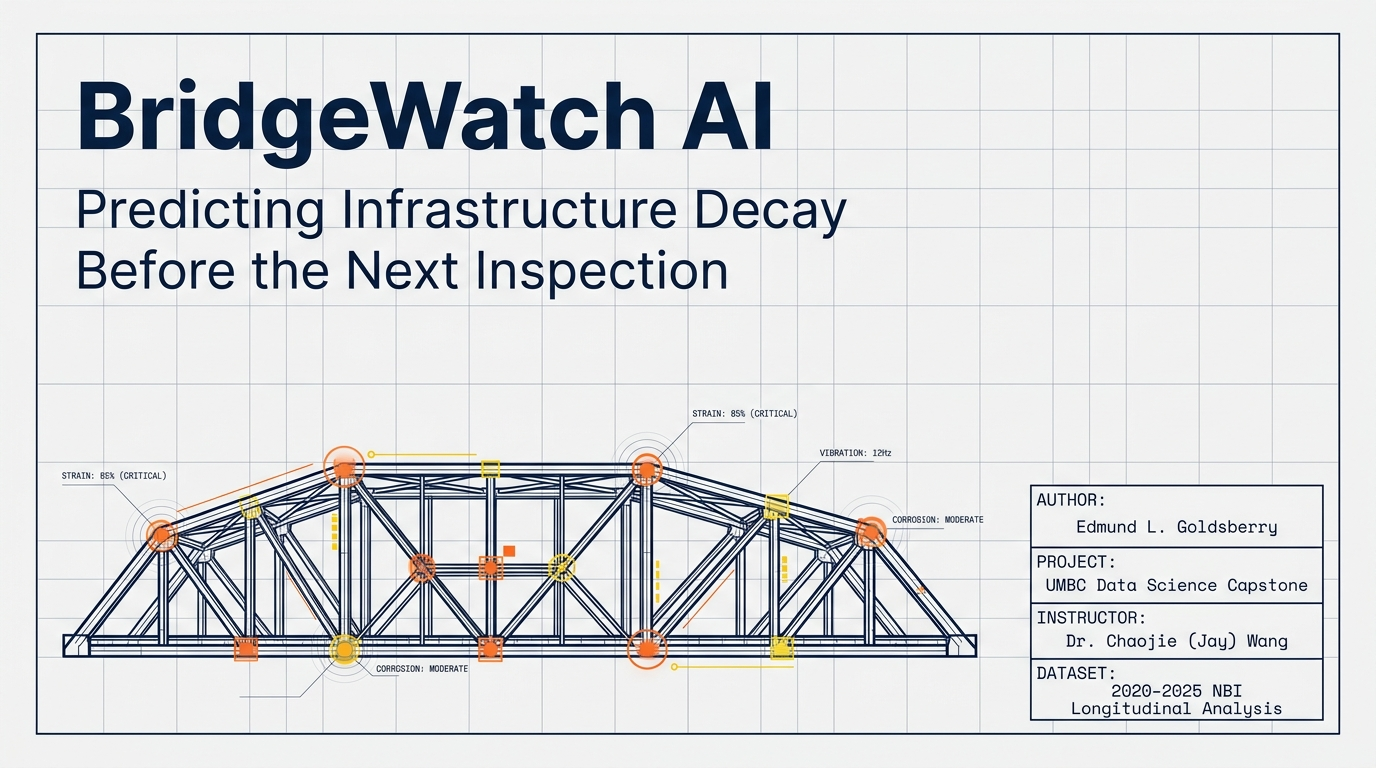 BridgeWatch AI
Predicting Infrastructure Decay
Before the Next Inspection
STRAIN: 85% (CRITICAL)
VIBRATION: 12Hz
STRAIN: 8% (CRITICAL)
CORROSION: MODERATE
CORROSION: MODERATE
AUTHOR:
Edmund L. Goldsberry
PROJECT:
UMBC Data Science Capstone
INSTRUCTOR:
Dr. Chaojie (Jay) Wang
DATASET:
2020-2025 NBI
Longitudinal Analysis